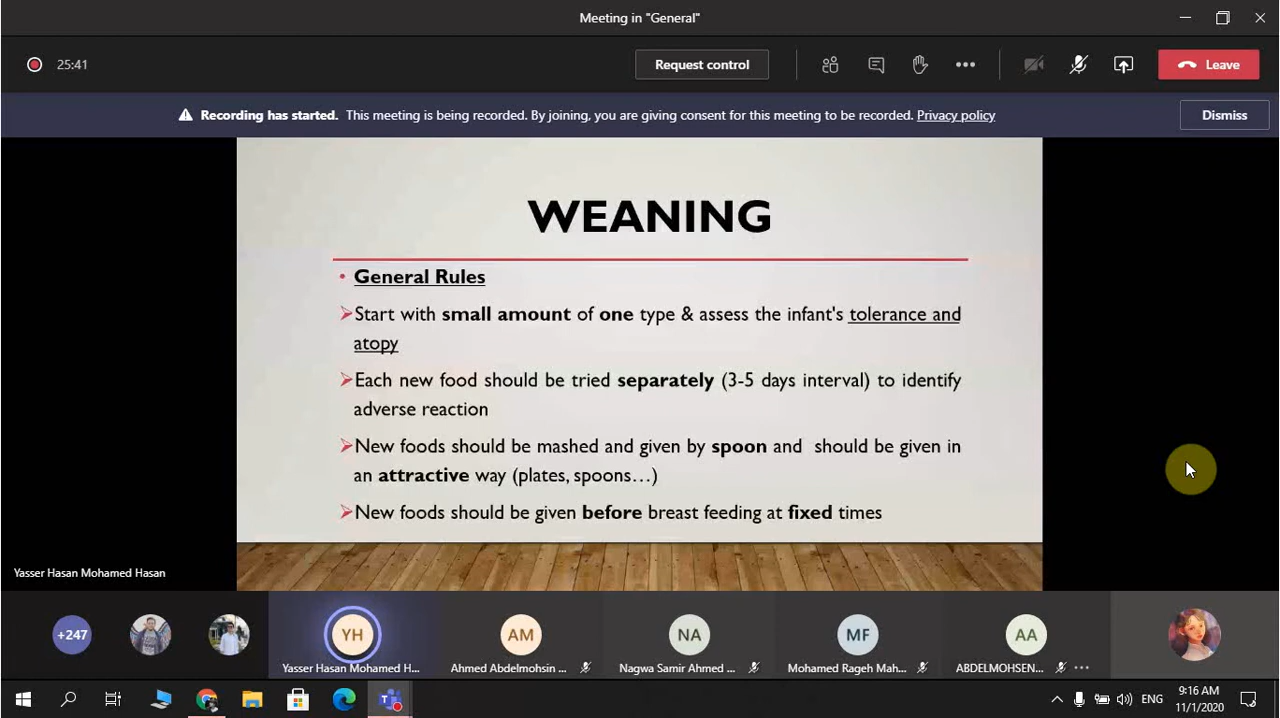 Meeting in "General"
25:41
Request control
Leave
Recording has started. This meeting is being recorded. By joining, you are giving consent for this meeting to be recorded. Privacy policy
Dismiss
WEANING
• General Rules
➢Start with small amount of one type & assess the infant's tolerance and
atopy
➢Each new food should be tried separately (3-5 days interval) to identify
adverse reaction
➢New foods should be mashed and given by spoon and should be given in
an attractive way (plates, spoons…)
➢New foods should be given before breast feeding at fixed times
Yasser Hasan Mohamed Hasan
+247
YH
AM
NA
MF
AA
Yasser Hasan Mohamed H...
Ahmed Abdelmohsin ...
Nagwa Samir Ahmed ...
Mohamed Rageh Mah...
ABDELMOHSEN...
ENG
9:16 AM
11/1/2020